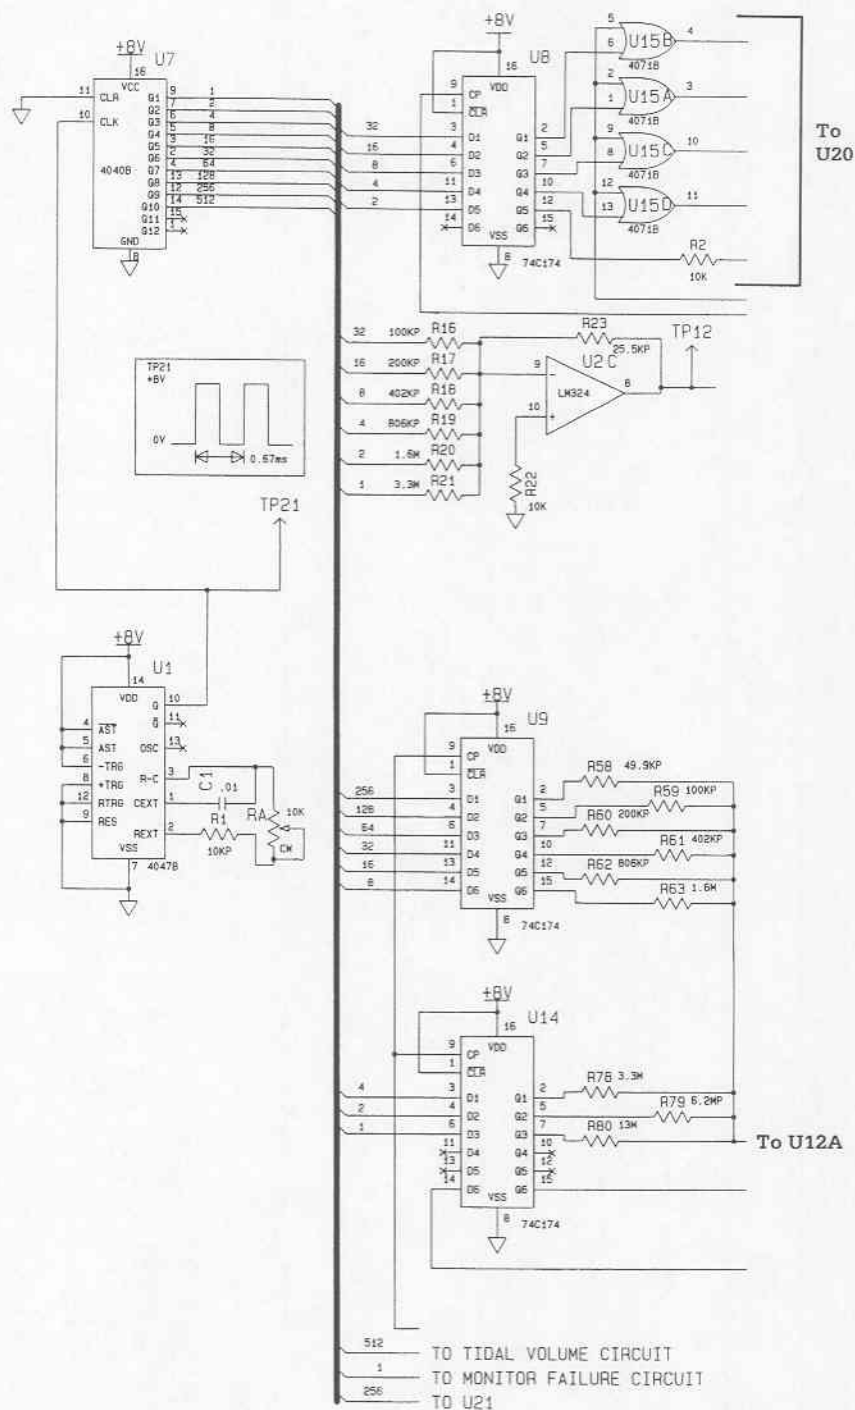 +8V
U7
16
VCC
11 CLR
10 CLK
4040B
GND
8
Q1 9 1
Q2 7 2
Q3 6 4
Q4 5 8
Q5 3 16
Q6 2 32
Q7 4 64
Q8 13 128
Q9 12 256
Q10 14 512
Q11 15
Q12 1
+8V
U8
16
VDD
9 CP
1 CLR
32 3 D1
16 4 D2
8 6 D3
4 11 D4
2 13 D5
14 D6
Q1 2
Q2 5
Q3 7
Q4 10
Q5 12
Q6 15
VSS
8
74C174
5
6
U15B
4
4071B
2
1
U15A
3
4071B
9
8
U15C
10
4071B
12
13
U15D
11
4071B
R2
10K
To
U20
32 100KP R16
16 200KP R17
8 402KP R18
4 806KP R19
2 1.6M R20
1 3.3M R21
R23
25.5KP
U2C
9
-
10
+
LM324
8
TP12
R22
10K
TP21
+8V
0V
0.67ms
TP21
+8V
U1
14
VDD
4 AST
5 AST
6 -TRG
8 +TRG
12 RTRG
9 RES
Q 10
Q 11
OSC 13
R-C 3
CEXT 1
REXT 2
VSS
7
4047B
C1
.01
R1
10KP
RA
10K
CW
+8V
U9
16
VDD
9 CP
1 CLR
256 3 D1
128 4 D2
64 6 D3
32 11 D4
16 13 D5
8 14 D6
Q1 2
Q2 5
Q3 7
Q4 10
Q5 12
Q6 15
VSS
8
74C174
R58 49.9KP
R59 100KP
R60 200KP
R61 402KP
R62 806KP
R63 1.6M
+8V
U14
16
VDD
9 CP
1 CLR
4 3 D1
2 4 D2
1 6 D3
11 D4
13 D5
14 D6
Q1 2
Q2 5
Q3 7
Q4 10
Q5 12
Q6 15
VSS
8
74C174
R78 3.3M
R79 6.2MP
R80 13M
To U12A
512 TO TIDAL VOLUME CIRCUIT
1 TO MONITOR FAILURE CIRCUIT
256 TO U21